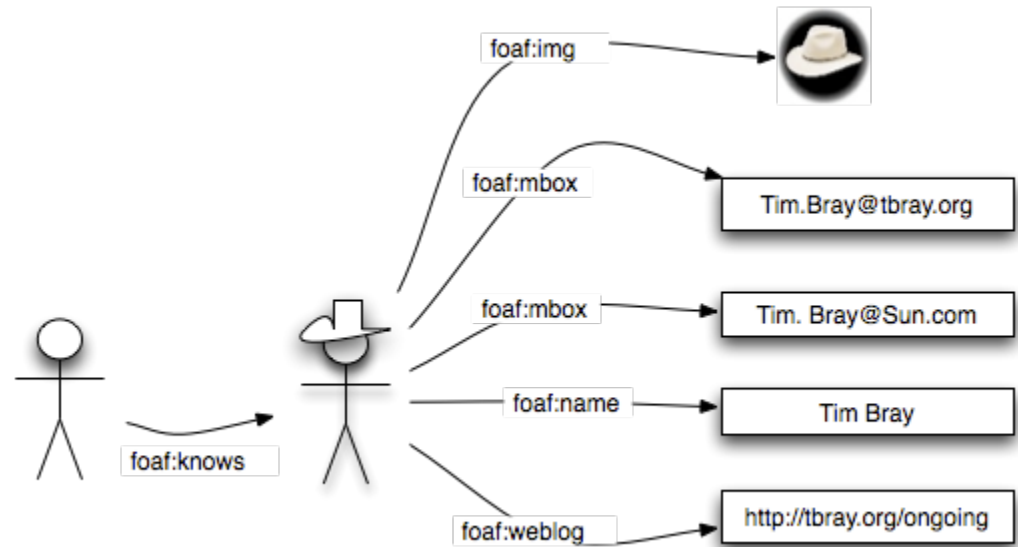 foaf:img
foaf:mbox
Tim.Bray@tbray.org
foaf:mbox
Tim. Bray@Sun.com
foaf:name
Tim Bray
foaf:knows
foaf:weblog
http://tbray.org/ongoing